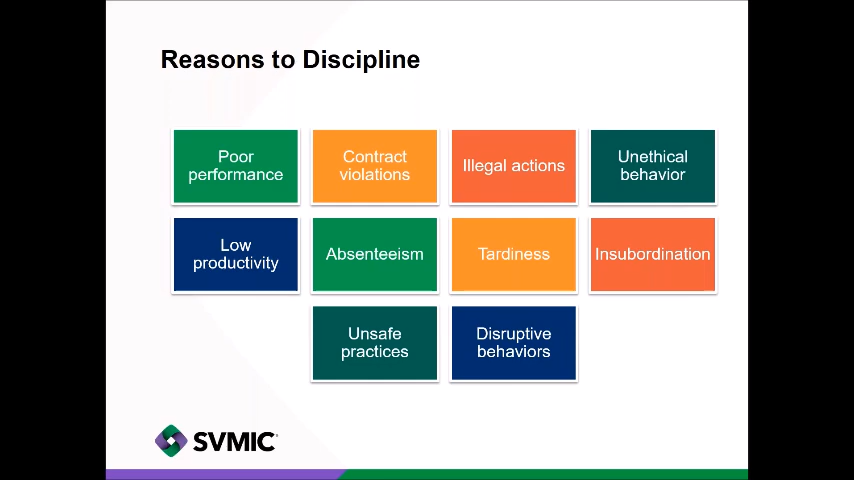 Reasons to Discipline
Poor
performance
Contract
violations
Illegal actions
Unethical
behavior
Low
productivity
Absenteeism
Tardiness
Insubordination
Unsafe
practices
Disruptive
behaviors
SVMIC